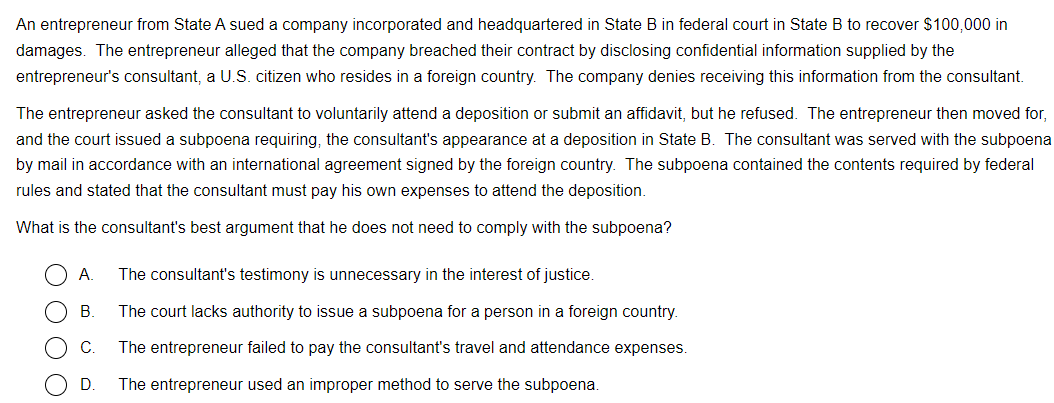 An entrepreneur from State A sued a company incorporated and headquartered in State B in federal court in State B to recover $100,000 in
damages.  The entrepreneur alleged that the company breached their contract by disclosing confidential information supplied by the
entrepreneur's consultant, a U.S. citizen who resides in a foreign country.  The company denies receiving this information from the consultant.
The entrepreneur asked the consultant to voluntarily attend a deposition or submit an affidavit, but he refused.  The entrepreneur then moved for,
and the court issued a subpoena requiring, the consultant's appearance at a deposition in State B.  The consultant was served with the subpoena
by mail in accordance with an international agreement signed by the foreign country.  The subpoena contained the contents required by federal
rules and stated that the consultant must pay his own expenses to attend the deposition.
What is the consultant's best argument that he does not need to comply with the subpoena?
A. The consultant's testimony is unnecessary in the interest of justice.
B. The court lacks authority to issue a subpoena for a person in a foreign country.
C. The entrepreneur failed to pay the consultant's travel and attendance expenses.
D. The entrepreneur used an improper method to serve the subpoena.